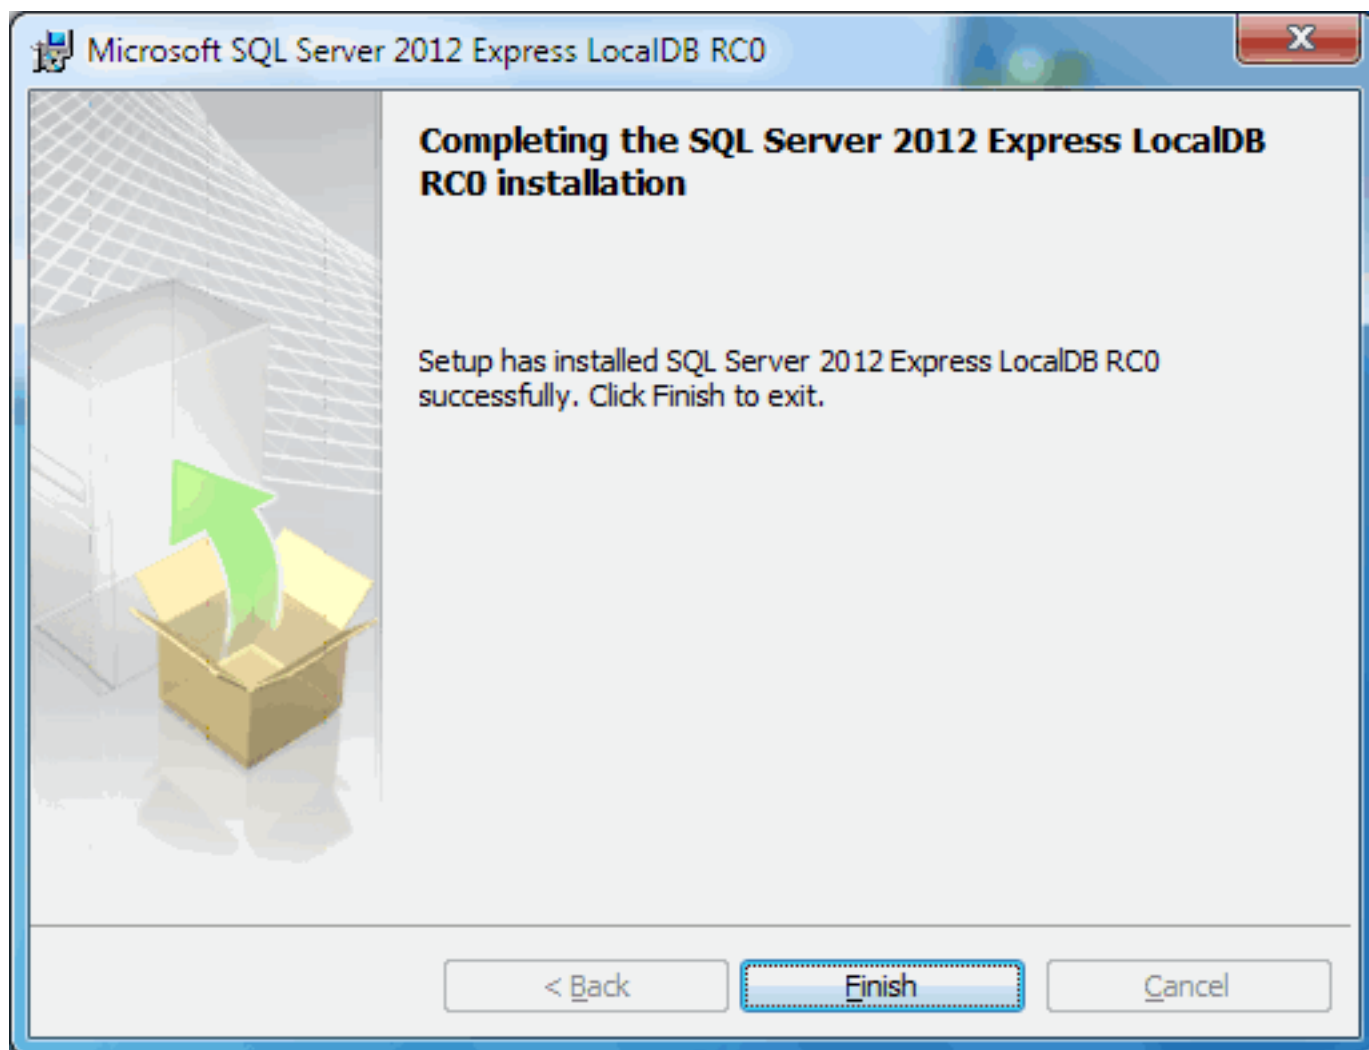 Microsoft SQL Server 2012 Express LocalDB RC0
Completing the SQL Server 2012 Express LocalDB
RC0 installation
Setup has installed SQL Server 2012 Express LocalDB RC0
successfully. Click Finish to exit.
< Back
Finish
Cancel